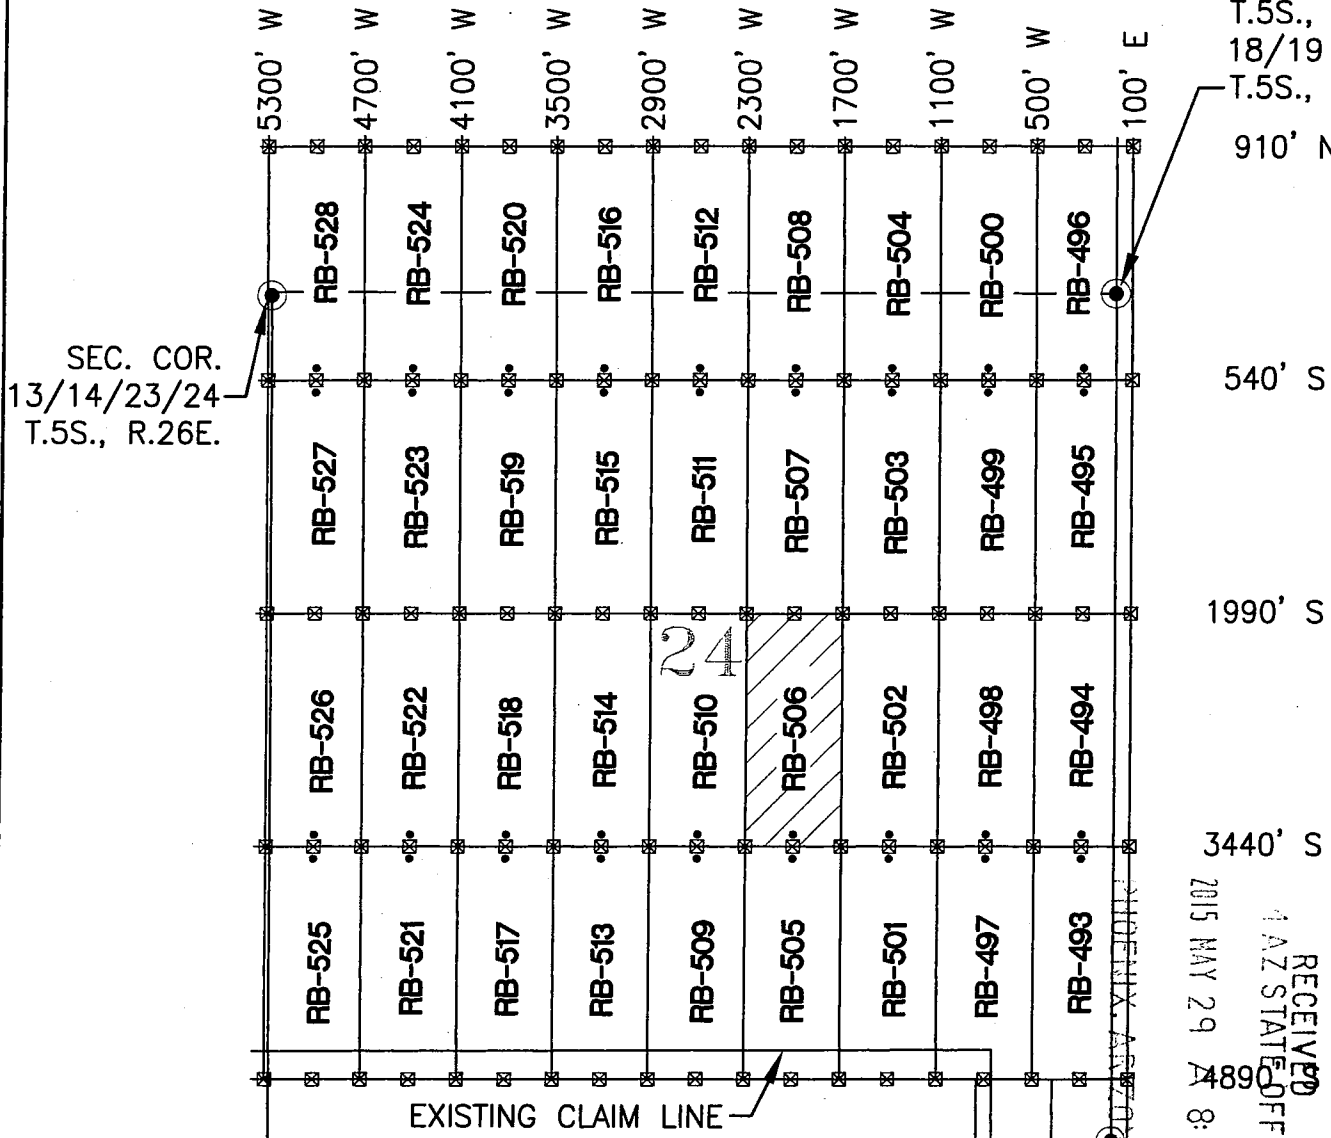 5300' W
4700' W
4100' W
3500' W
2900' W
2300' W
1700' W
1100' W
500' W
100' E
T.5S.,
18/19
T.5S.,
910' N
RB-528
RB-524
RB-520
RB-516
RB-512
RB-508
RB-504
RB-500
RB-496
SEC. COR.
13/14/23/24
T.5S., R.26E.
540' S
RB-527
RB-523
RB-519
RB-515
RB-511
RB-507
RB-503
RB-499
RB-495
1990' S
24
RB-526
RB-522
RB-518
RB-514
RB-510
RB-506
RB-502
RB-498
RB-494
3440' S
RB-525
RB-521
RB-517
RB-513
RB-509
RB-505
RB-501
RB-497
RB-493
4890' S
EXISTING CLAIM LINE
RECEIVED
AZ STATE OFF
2015 MAY 29 A 8:
PHOENIX, ARIZON